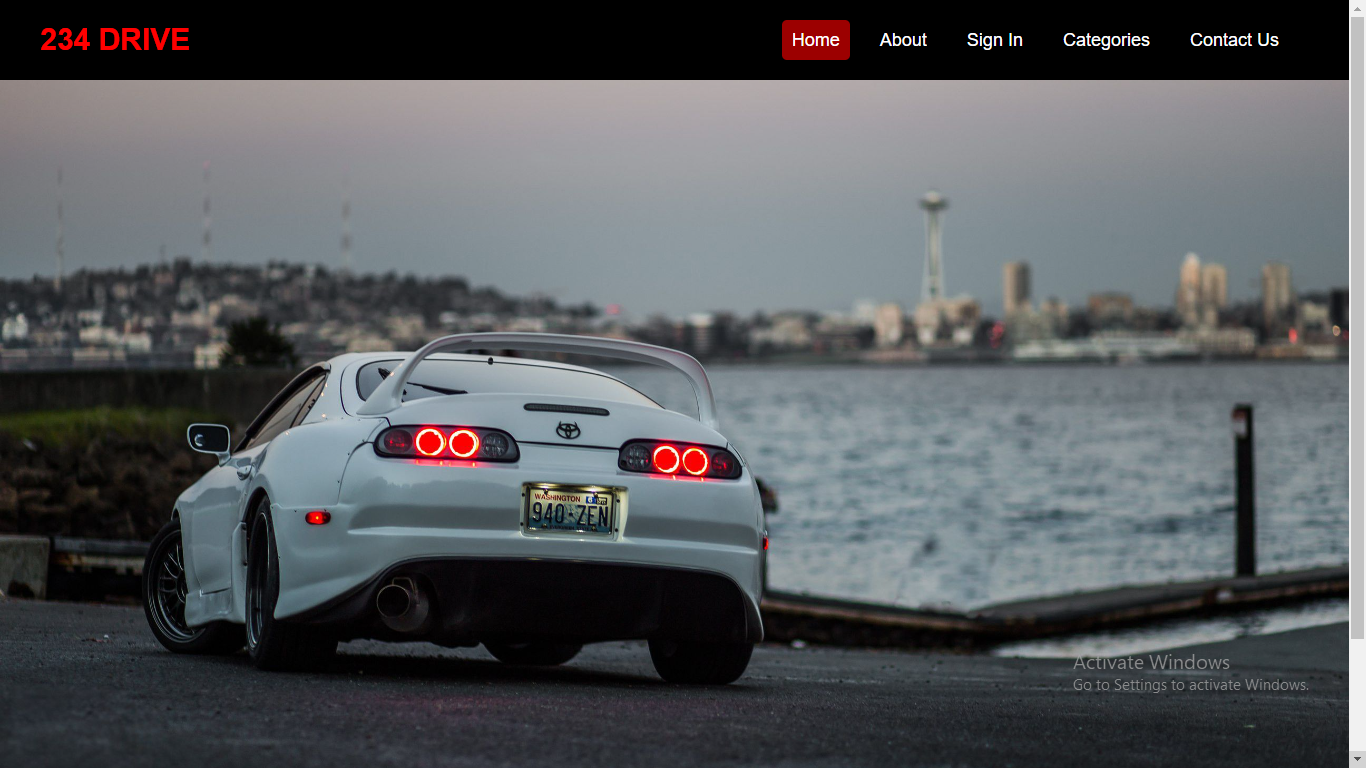 234 DRIVE
Home
About
Sign In
Categories
Contact Us
WASHINGTON
940-ZEN
Activate Windows
Go to Settings to activate Windows.